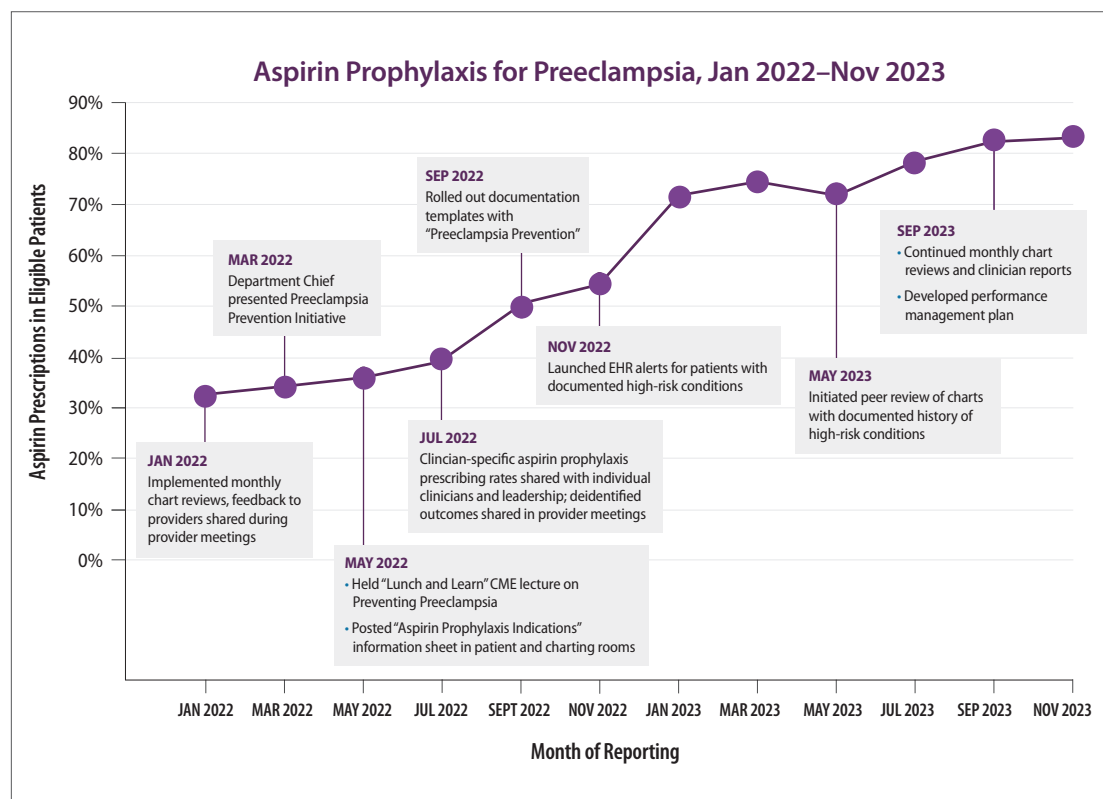 Aspirin Prophylaxis for Preeclampsia, Jan 2022–Nov 2023
Aspirin Prescriptions in Eligible Patients
90%
80%
70%
60%
50%
40%
30%
20%
10%
0%
JAN 2022
Implemented monthly
chart reviews, feedback to
providers shared during
provider meetings
MAR 2022
Department Chief
presented Preeclampsia
Prevention Initiative
MAY 2022
• Held “Lunch and Learn” CME lecture on
Preventing Preeclampsia
• Posted “Aspirin Prophylaxis Indications”
information sheet in patient and charting rooms
JUL 2022
Clincian-specific aspirin prophylaxis
prescribing rates shared with individual
clinicians and leadership; deidentified
outcomes shared in provider meetings
SEP 2022
Rolled out documentation
templates with
“Preeclampsia Prevention”
NOV 2022
Launched EHR alerts for patients with
documented high-risk conditions
MAY 2023
Initiated peer review of charts
with documented history of
high-risk conditions
SEP 2023
• Continued monthly chart
reviews and clinician reports
• Developed performance
management plan
JAN 2022
MAR 2022
MAY 2022
JUL 2022
SEPT 2022
NOV 2022
JAN 2023
MAR 2023
MAY 2023
JUL 2023
SEP 2023
NOV 2023
Month of Reporting